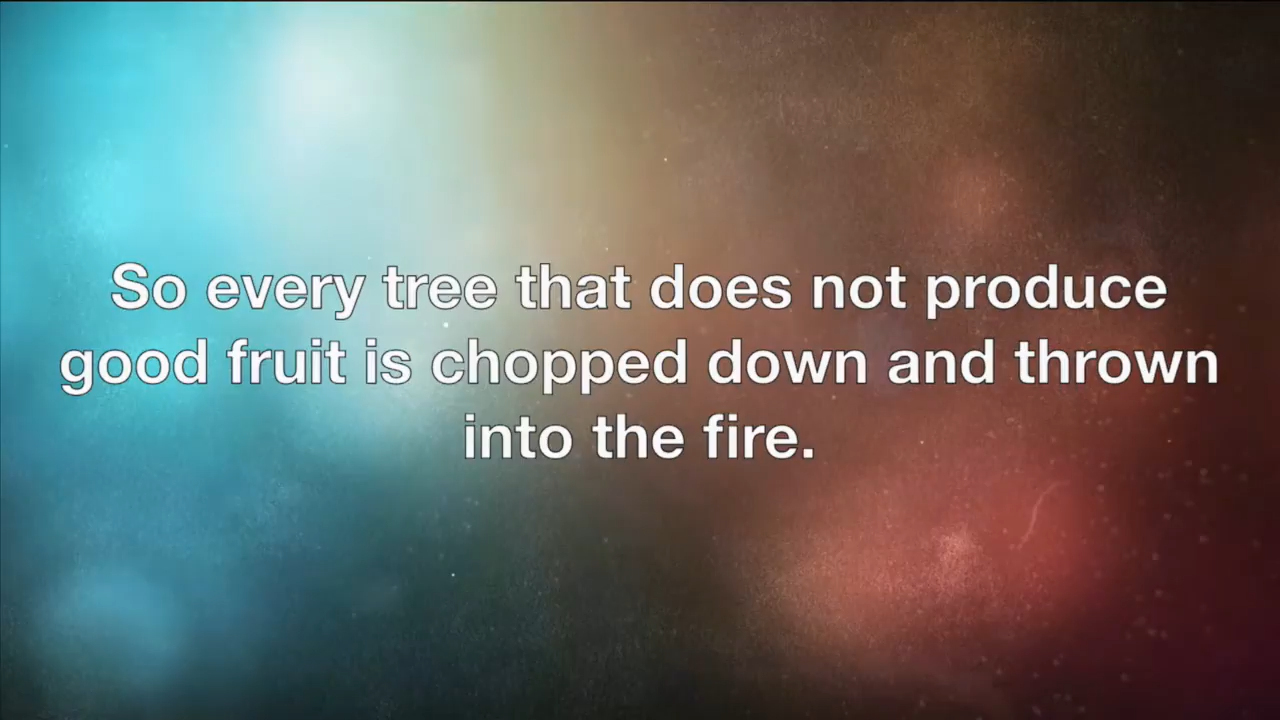 So every tree that does not produce
good fruit is chopped down and thrown
into the fire.